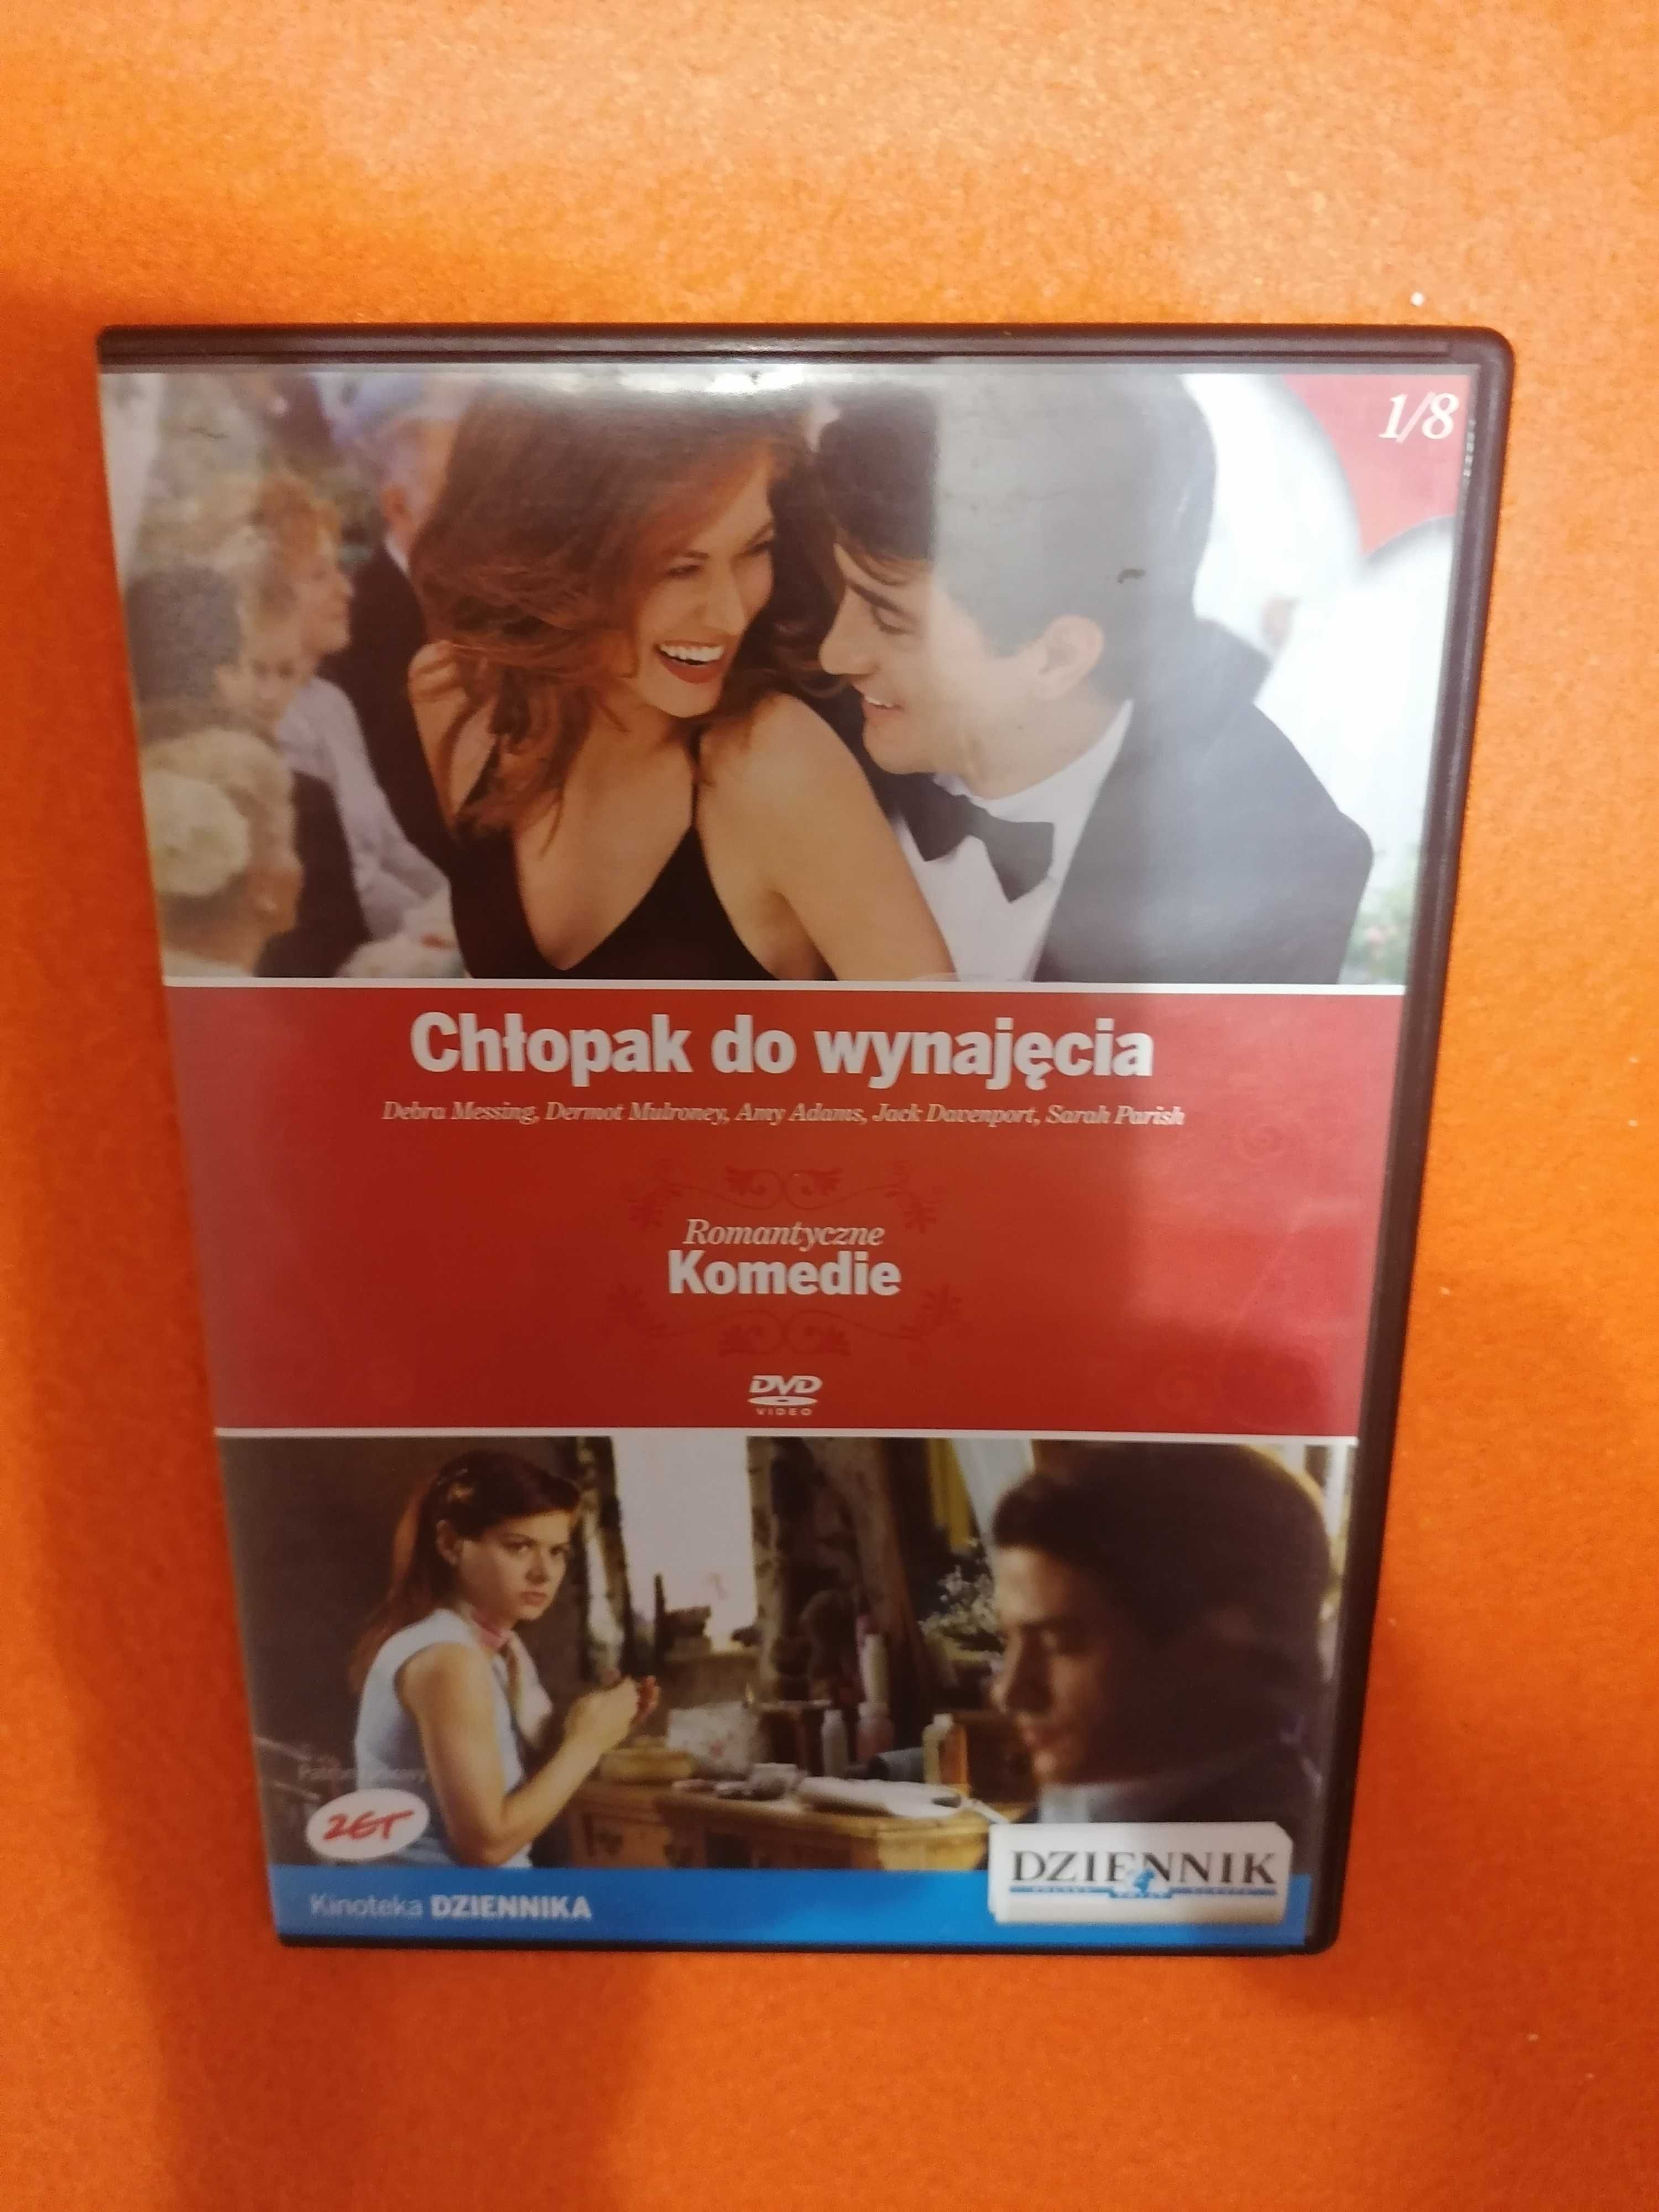 1/8
Chłopak do wynajęcia
Debra Messing, Dermot Mulroney, Amy Adams, Jack Davenport, Sarah Parish
Romantyczne
Komedie
DVD
VIDEO
ZET
DZIENNIK
Kinoteka DZIENNIKA